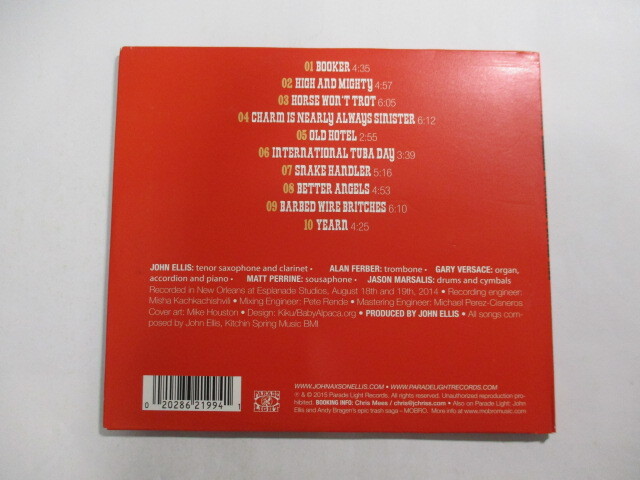 01 BOOKER 4:35
02 HIGH AND MIGHTY 4:57
03 HORSE WON'T TROT 6:05
04 CHARM IS NEARLY ALWAYS SINISTER 6:12
05 OLD HOTEL 2:55
06 INTERNATIONAL TUBA DAY 3:39
07 SNAKE HANDLER 5:16
08 BETTER ANGELS 4:53
09 BARBED WIRE BRITCHES 6:10
10 YEARN 4:25
JOHN ELLIS: tenor saxophone and clarinet • ALAN FERBER: trombone • GARY VERSACE: organ,
accordion and piano • MATT PERRINE: sousaphone • JASON MARSALIS: drums and cymbals
Recorded in New Orleans at Esplanade Studios, August 18th and 19th, 2014 • Recording engineer:
Misha Kachkachishvili • Mixing Engineer: Pete Rende • Mastering Engineer: Michael Perez-Cisneros
Cover art: Mike Houston • Design: Kiku/BabyAlpaca.org • PRODUCED BY JOHN ELLIS • All songs com-
posed by John Ellis, Kitchin Spring Music BMI
WWW.JOHNAXSONELLIS.COM • WWW.PARADELIGHTRECORDS.COM
℗ & © 2015 Parade Light Records. All rights reserved. Unauthorized reproduction pro-
hibited. BOOKING INFO: Chris Mees / chris@jchriss.com • Also on Parade Light: John
Ellis and Andy Bragen's epic trash saga – MOBRO. More info at www.mobromusic.com
PARADE
LIGHT
0 20286 21994 1